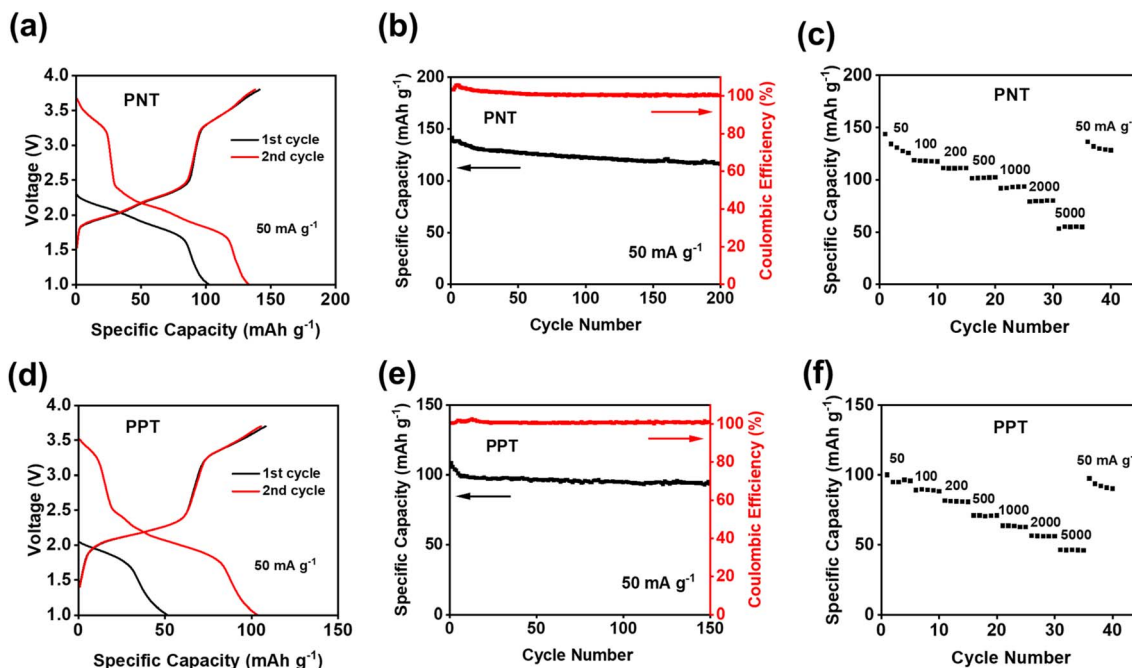 (a)
PNT
1st cycle
2nd cycle
50 mA g⁻¹
Voltage (V)
4.0
3.5
3.0
2.5
2.0
1.5
1.0
0 50 100 150 200
Specific Capacity (mAh g⁻¹)
(b)
PNT
50 mA g⁻¹
Specific Capacity (mAh g⁻¹)
200
150
100
50
0
Coulombic Efficiency (%)
100
80
60
40
20
0
0 50 100 150 200
Cycle Number
(c)
PNT
50
100
200
500
1000
2000
5000
50 mA g⁻¹
Specific Capacity (mAh g⁻¹)
200
150
100
50
0
0 10 20 30 40
Cycle Number
(d)
PPT
1st cycle
2nd cycle
50 mA g⁻¹
Voltage (V)
4.0
3.5
3.0
2.5
2.0
1.5
1.0
0 50 100 150
Specific Capacity (mAh g⁻¹)
(e)
PPT
50 mA g⁻¹
Specific Capacity (mAh g⁻¹)
150
100
50
0
Coulombic Efficiency (%)
100
80
60
40
20
0
0 50 100 150
Cycle Number
(f)
PPT
50
100
200
500
1000
2000
5000
50 mA g⁻
Specific Capacity (mAh g⁻¹)
150
100
50
0
0 10 20 30 40
Cycle Number